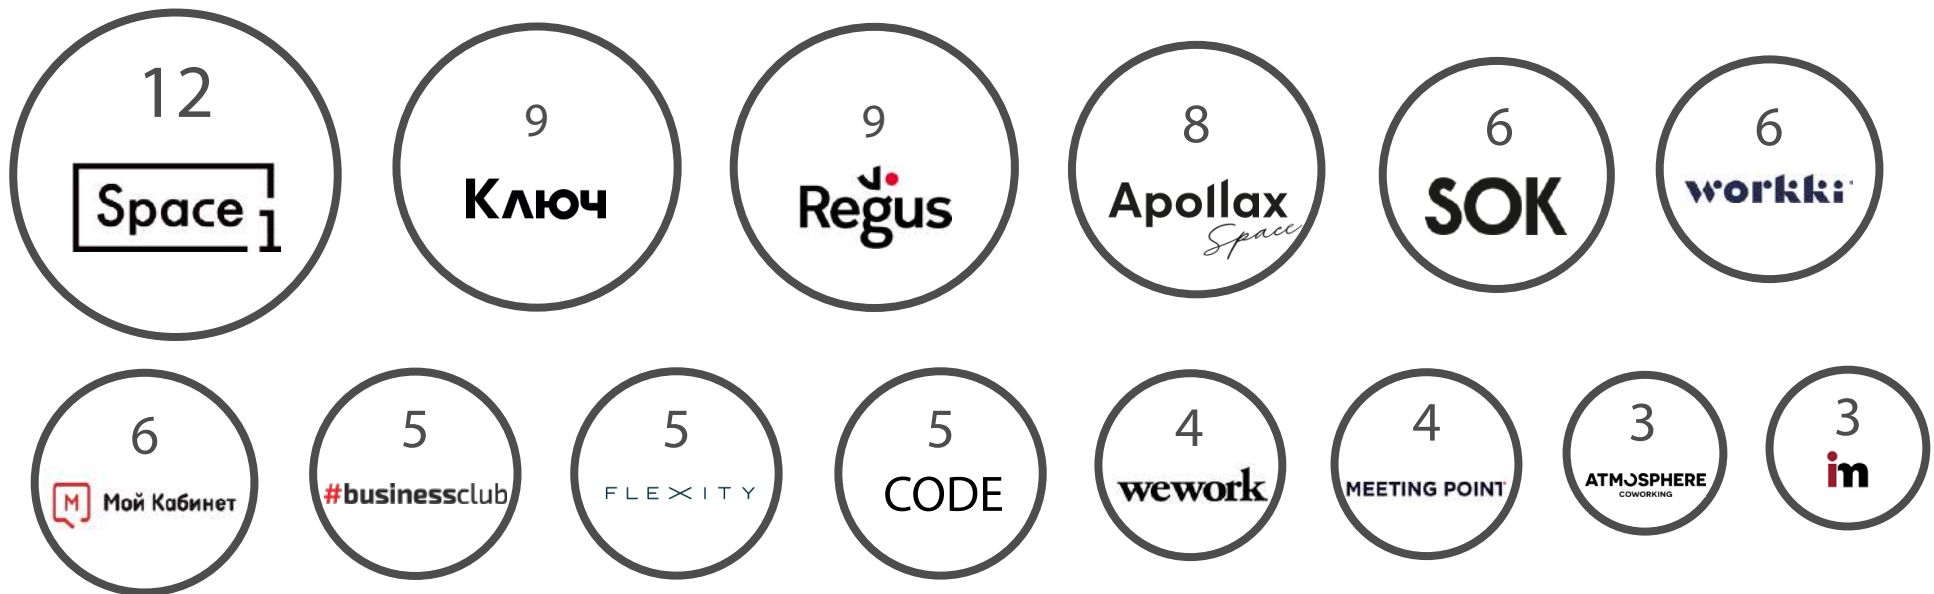 12
Space 1
9
Ключ
9
Regus
8
Apollax
Space
6
SOK
6
workki
6
М Мой Кабинет
5
#businessclub
5
FLEXITY
5
CODE
4
wework
4
MEETING POINT
3
ATMOSPHERE
COWORKING
3
im